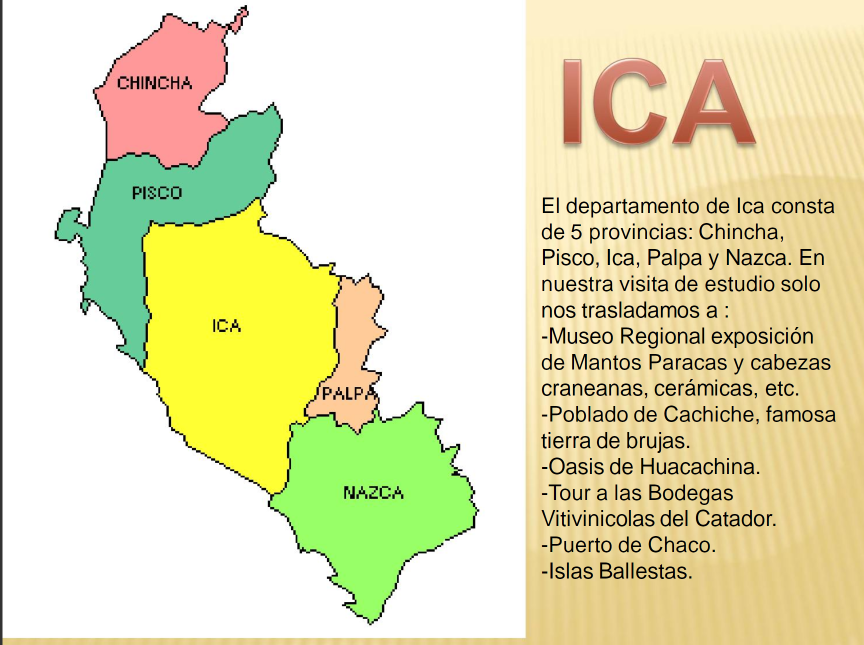 CHINCHA
PISCO
ICA
PALPA
NAZCA
ICA
El departamento de Ica consta
de 5 provincias: Chincha,
Pisco, Ica, Palpa y Nazca. En
nuestra visita de estudio solo
nos trasladamos a :
-Museo Regional exposición
de Mantos Paracas y cabezas
craneanas, cerámicas, etc.
-Poblado de Cachiche, famosa
tierra de brujas.
-Oasis de Huacachina.
-Tour a las Bodegas
Vitivinicolas del Catador.
-Puerto de Chaco.
-Islas Ballestas.